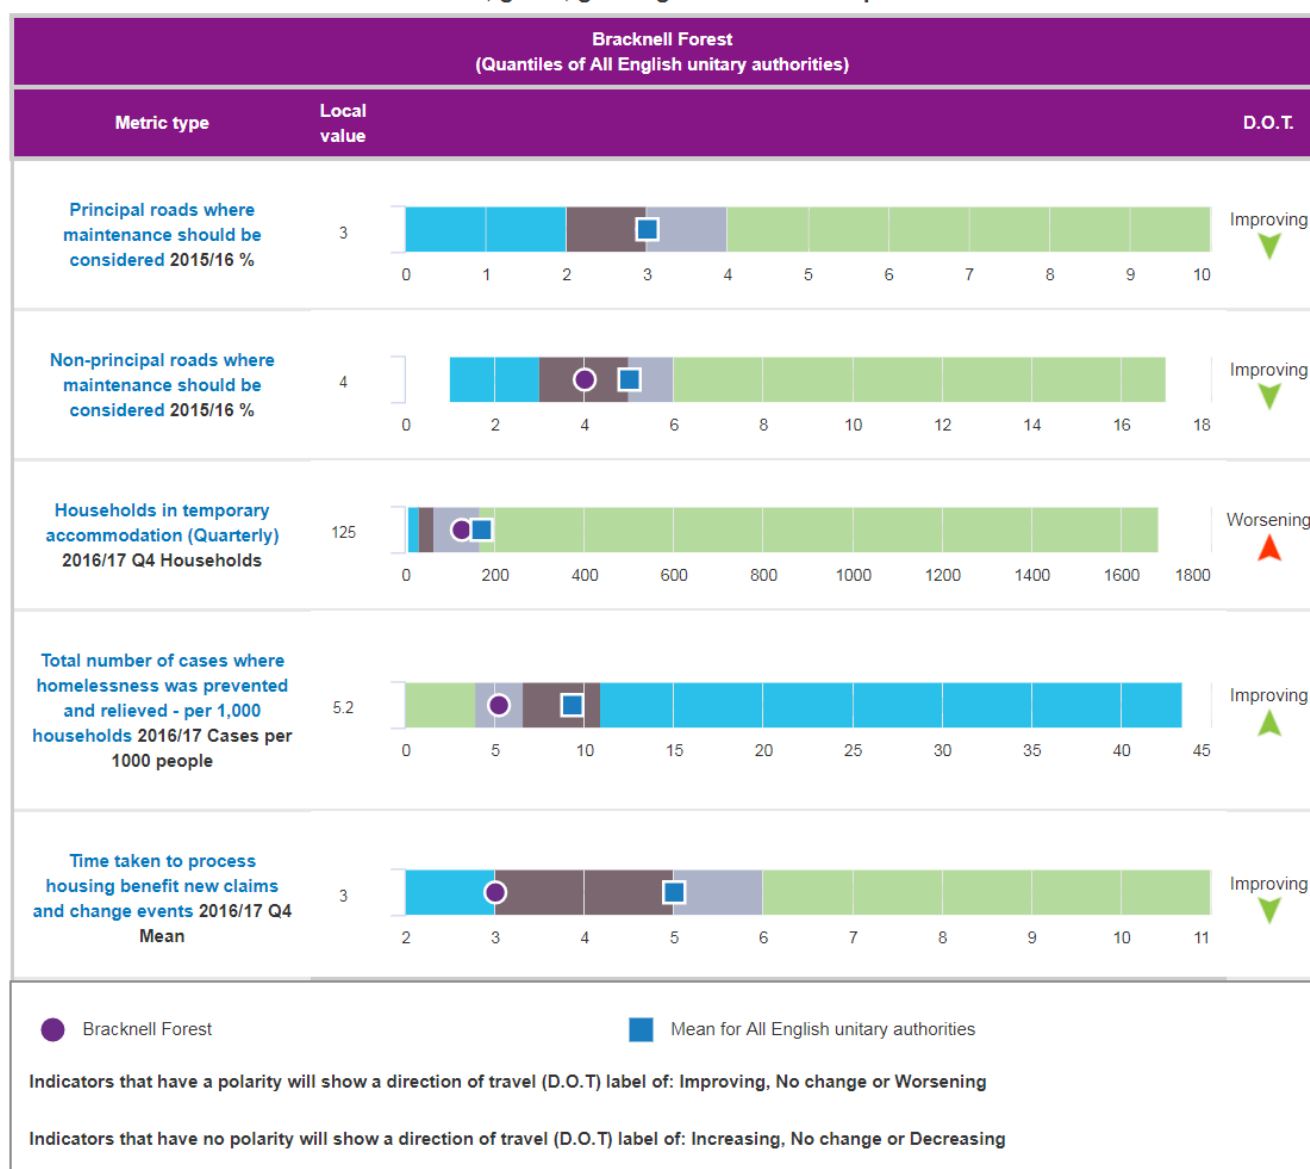 Bracknell Forest
(Quantiles of All English unitary authorities)
Metric type
Local
value
D.O.T.
Principal roads where
maintenance should be
considered 2015/16 %
3
0 1 2 3 4 5 6 7 8 9 10
Improving
Non-principal roads where
maintenance should be
considered 2015/16 %
4
0 2 4 6 8 10 12 14 16 18
Improving
Households in temporary
accommodation (Quarterly)
2016/17 Q4 Households
125
0 200 400 600 800 1000 1200 1400 1600 1800
Worsening
Total number of cases where
homelessness was prevented
and relieved - per 1,000
households 2016/17 Cases per
1000 people
5.2
0 5 10 15 20 25 30 35 40 45
Improving
Time taken to process
housing benefit new claims
and change events 2016/17 Q4
Mean
3
2 3 4 5 6 7 8 9 10 11
Improving
Bracknell Forest
Mean for All English unitary authorities
Indicators that have a polarity will show a direction of travel (D.O.T) label of: Improving, No change or Worsening
Indicators that have no polarity will show a direction of travel (D.O.T) label of: Increasing, No change or Decreasing